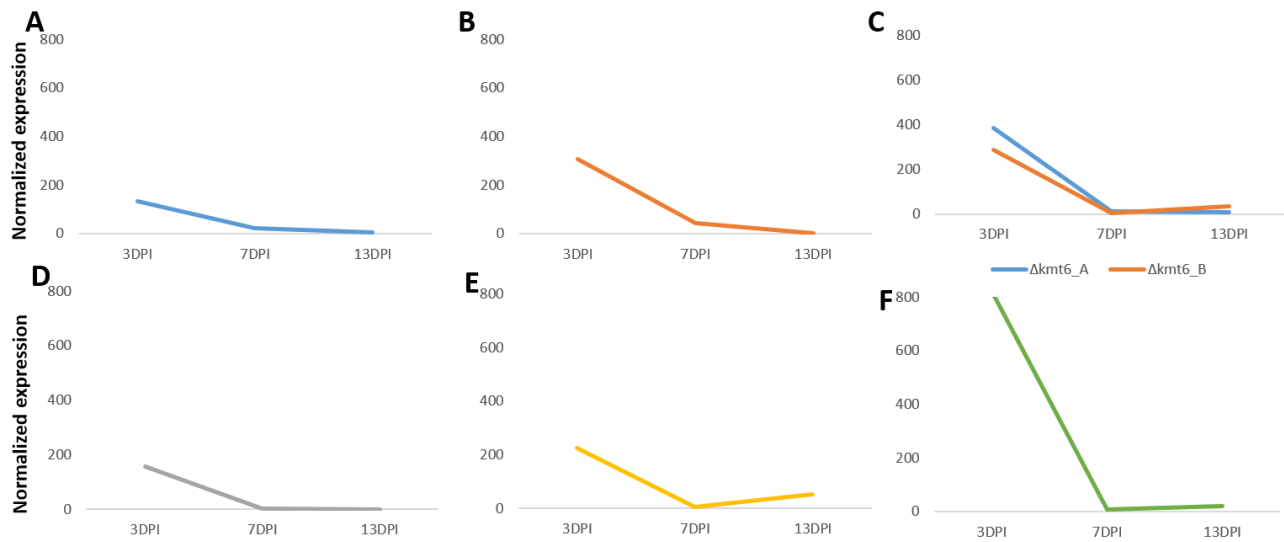 A
Normalized expression
800
600
400
200
0
3DPI 7DPI 13DPI
B
800
600
400
200
0
3DPI 7DPI 13DPI
C
800
600
400
200
0
3DPI 7DPI 13DPI
Δkmt6_A Δkmt6_B
D
Normalized expression
800
600
400
200
0
3DPI 7DPI 13DPI
E
800
600
400
200
0
3DPI 7DPI 13DPI
F
800
600
400
200
0
3DPI 7DPI 13DPI